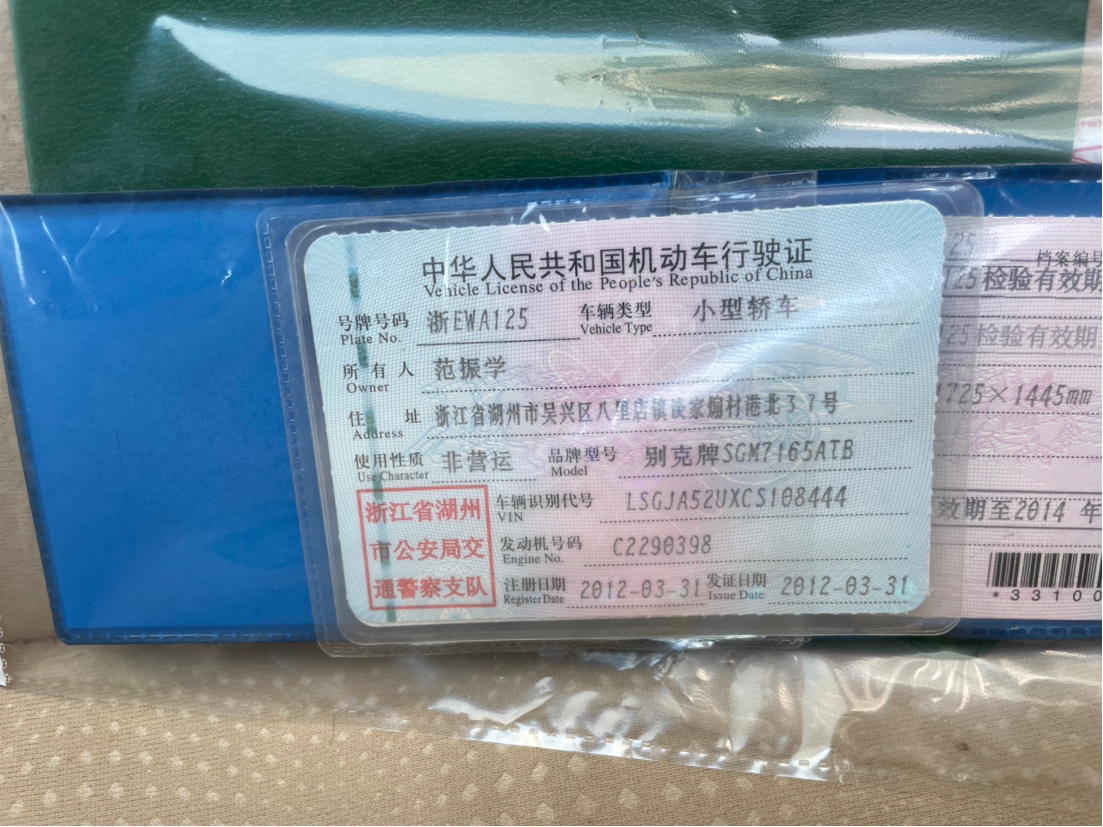 中华人民共和国机动车行驶证
Vehicle License of the People's Republic of China
号牌号码 浙EWA125 车辆类型 小型轿车
Plate No. Vehicle Type
所有人 范振学
Owner
住址 浙江省湖州市吴兴区八里店镇谈家煽村港北37号
Address
使用性质 非营运 品牌型号 别克牌SGM7165ATB
Use Character Model
浙江省湖州
市公安局交
通警察支队
车辆识别代号 LSGJA52UXCS108444
VIN
发动机号码 C2290398
Engine No.
注册日期 2012-03-31 发证日期 2012-03-31
Register Date Issue Date
档案编号
125 检验有效期
125 检验有效期
1725×1445mm
效期至2014 年
*33100